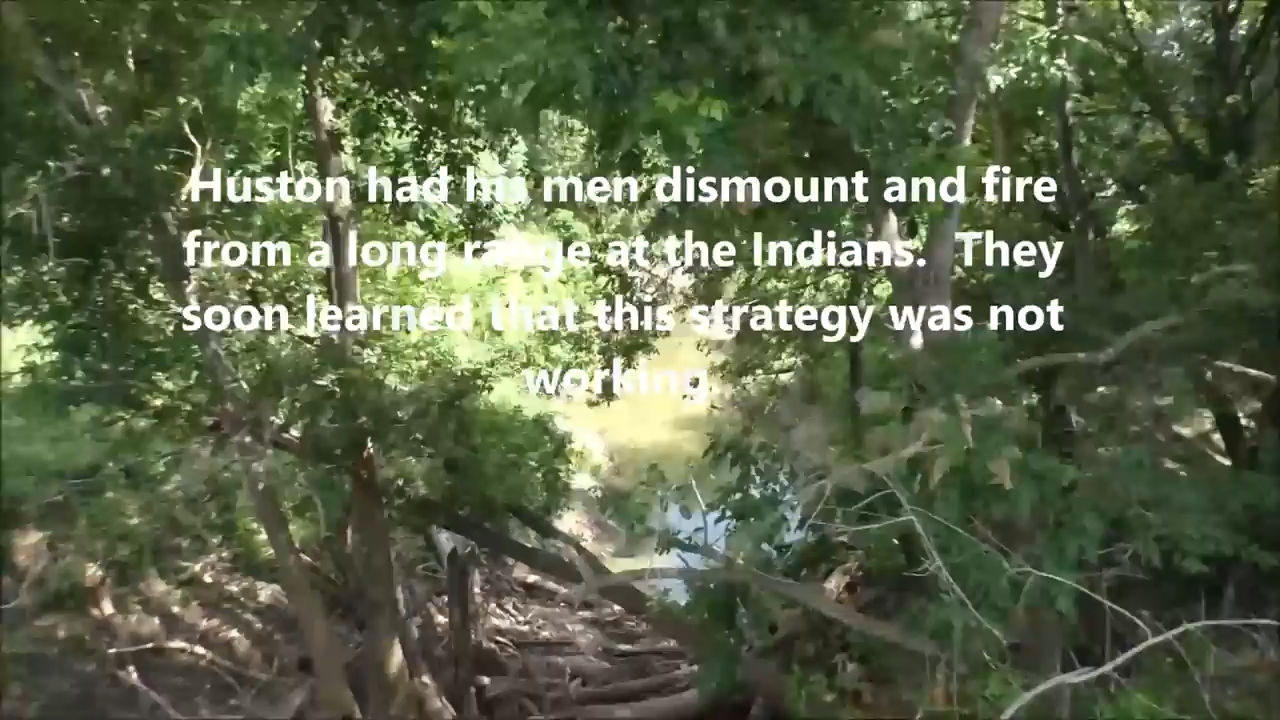 Huston had his men dismount and fire
from a long range at the Indians.  They
soon learned that this strategy was not
working.